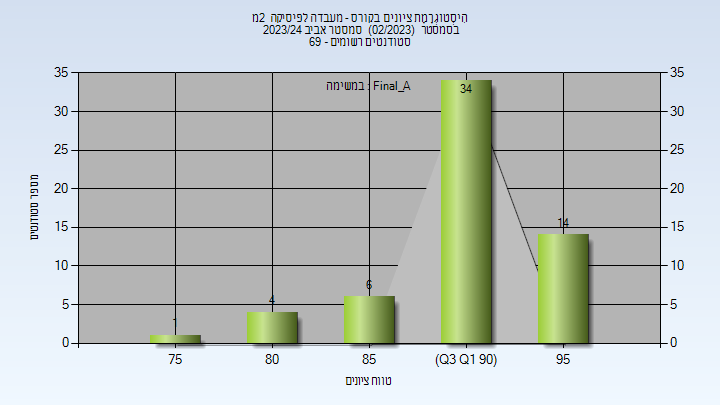 הִיסְטוֹגְרָמַת ציונים בקורס - מעבדה לפיסיקה 2מ
בסמסטר (02/2023) סמסטר אביב 2023/24
סטודנטים רשומים - 69
במשימה : Final_A
35 35
30 30
25 25
20 20
15 15
10 10
5 5
0 0
מספר סטודנטים
1 4 6 34 14
75 80 85 (Q3 Q1 90) 95
טווח ציונים